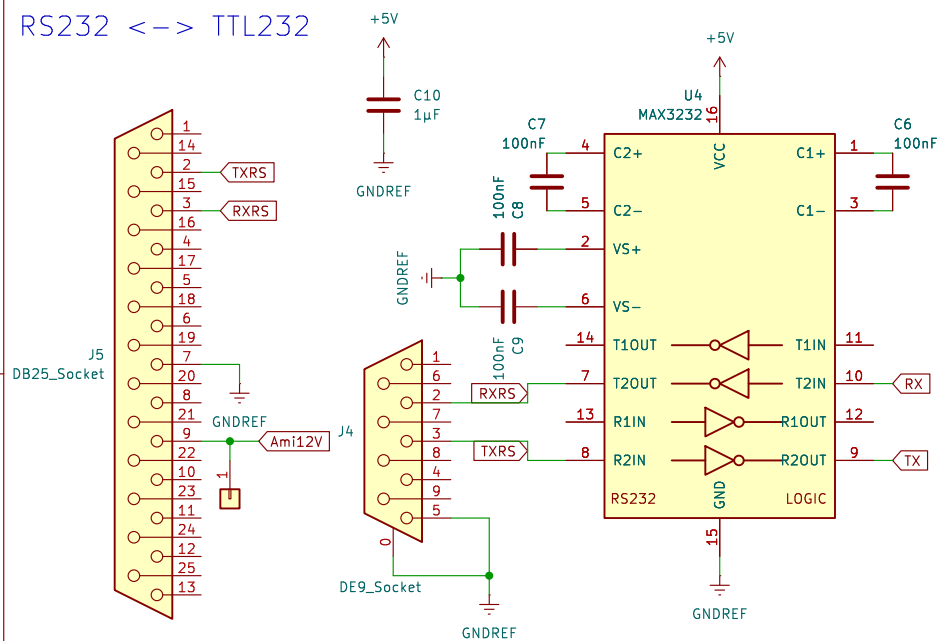 RS232 <-> TTL232
+5V
C10
1µF
GNDREF
+5V
U4
MAX3232
16
VCC
C7
100nF
4
C2+
C1+
1
C6
100nF
5
C2-
C1-
3
100nF
C8
2
VS+
GNDREF
6
VS-
100nF
C9
14
T1OUT
T1IN
11
7
T2OUT
T2IN
10
RX
13
R1IN
R1OUT
12
8
R2IN
R2OUT
9
TX
RS232
GND
LOGIC
15
GNDREF
J5
DB25_Socket
1
14
2
TXRS
15
3
RXRS
16
4
17
5
18
6
19
7
20
8
GNDREF
21
9
Ami12V
22
10
1
23
11
24
12
25
13
J4
1
6
2
RXRS
7
3
TXRS
8
4
9
5
0
DE9_Socket
GNDREF